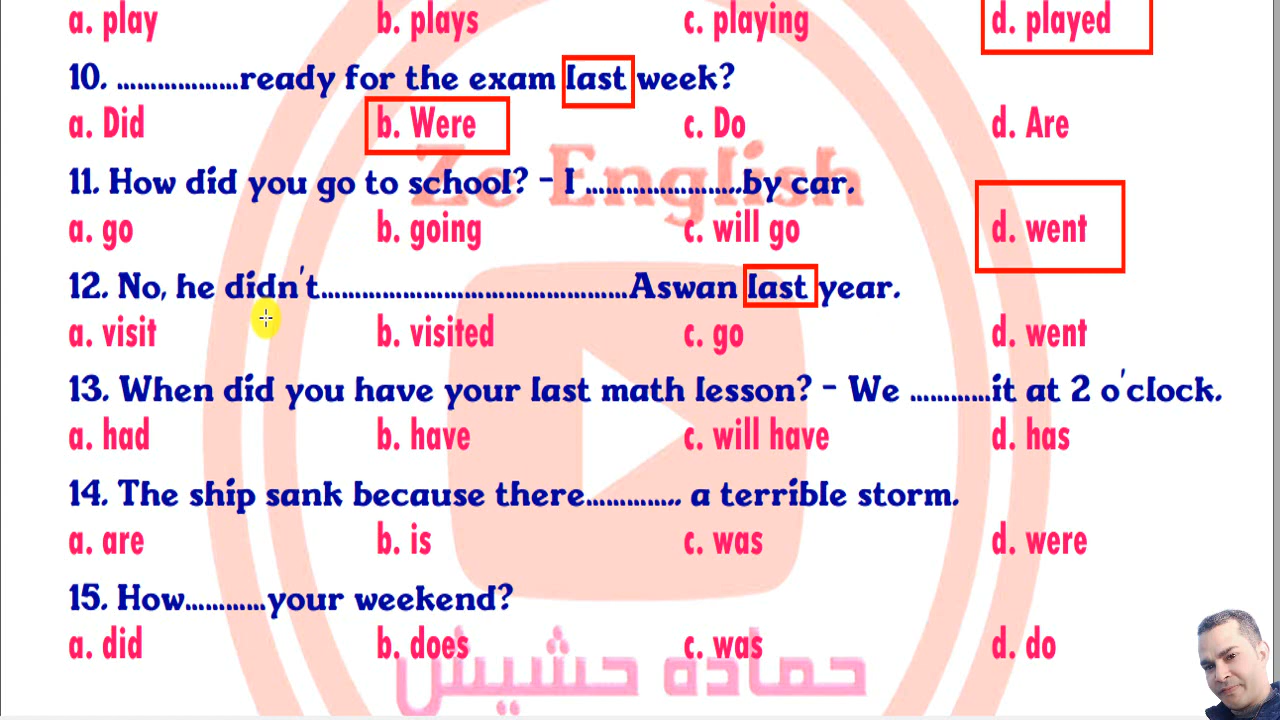 a. play b. plays c. playing d. played
10. ..................ready for the exam last week?
a. Did b. Were c. Do d. Are
Ze English
11. How did you go to school? - I .......................by car.
a. go b. going c. will go d. went
12. No, he didn't.............................................Aswan last year.
a. visit b. visited c. go d. went
13. When did you have your last math lesson? - We ............it at 2 o'clock.
a. had b. have c. will have d. has
14. The ship sank because there.............. a terrible storm.
a. are b. is c. was d. were
15. How............your weekend?
a. did b. does c. was d. do
حماده حشيش